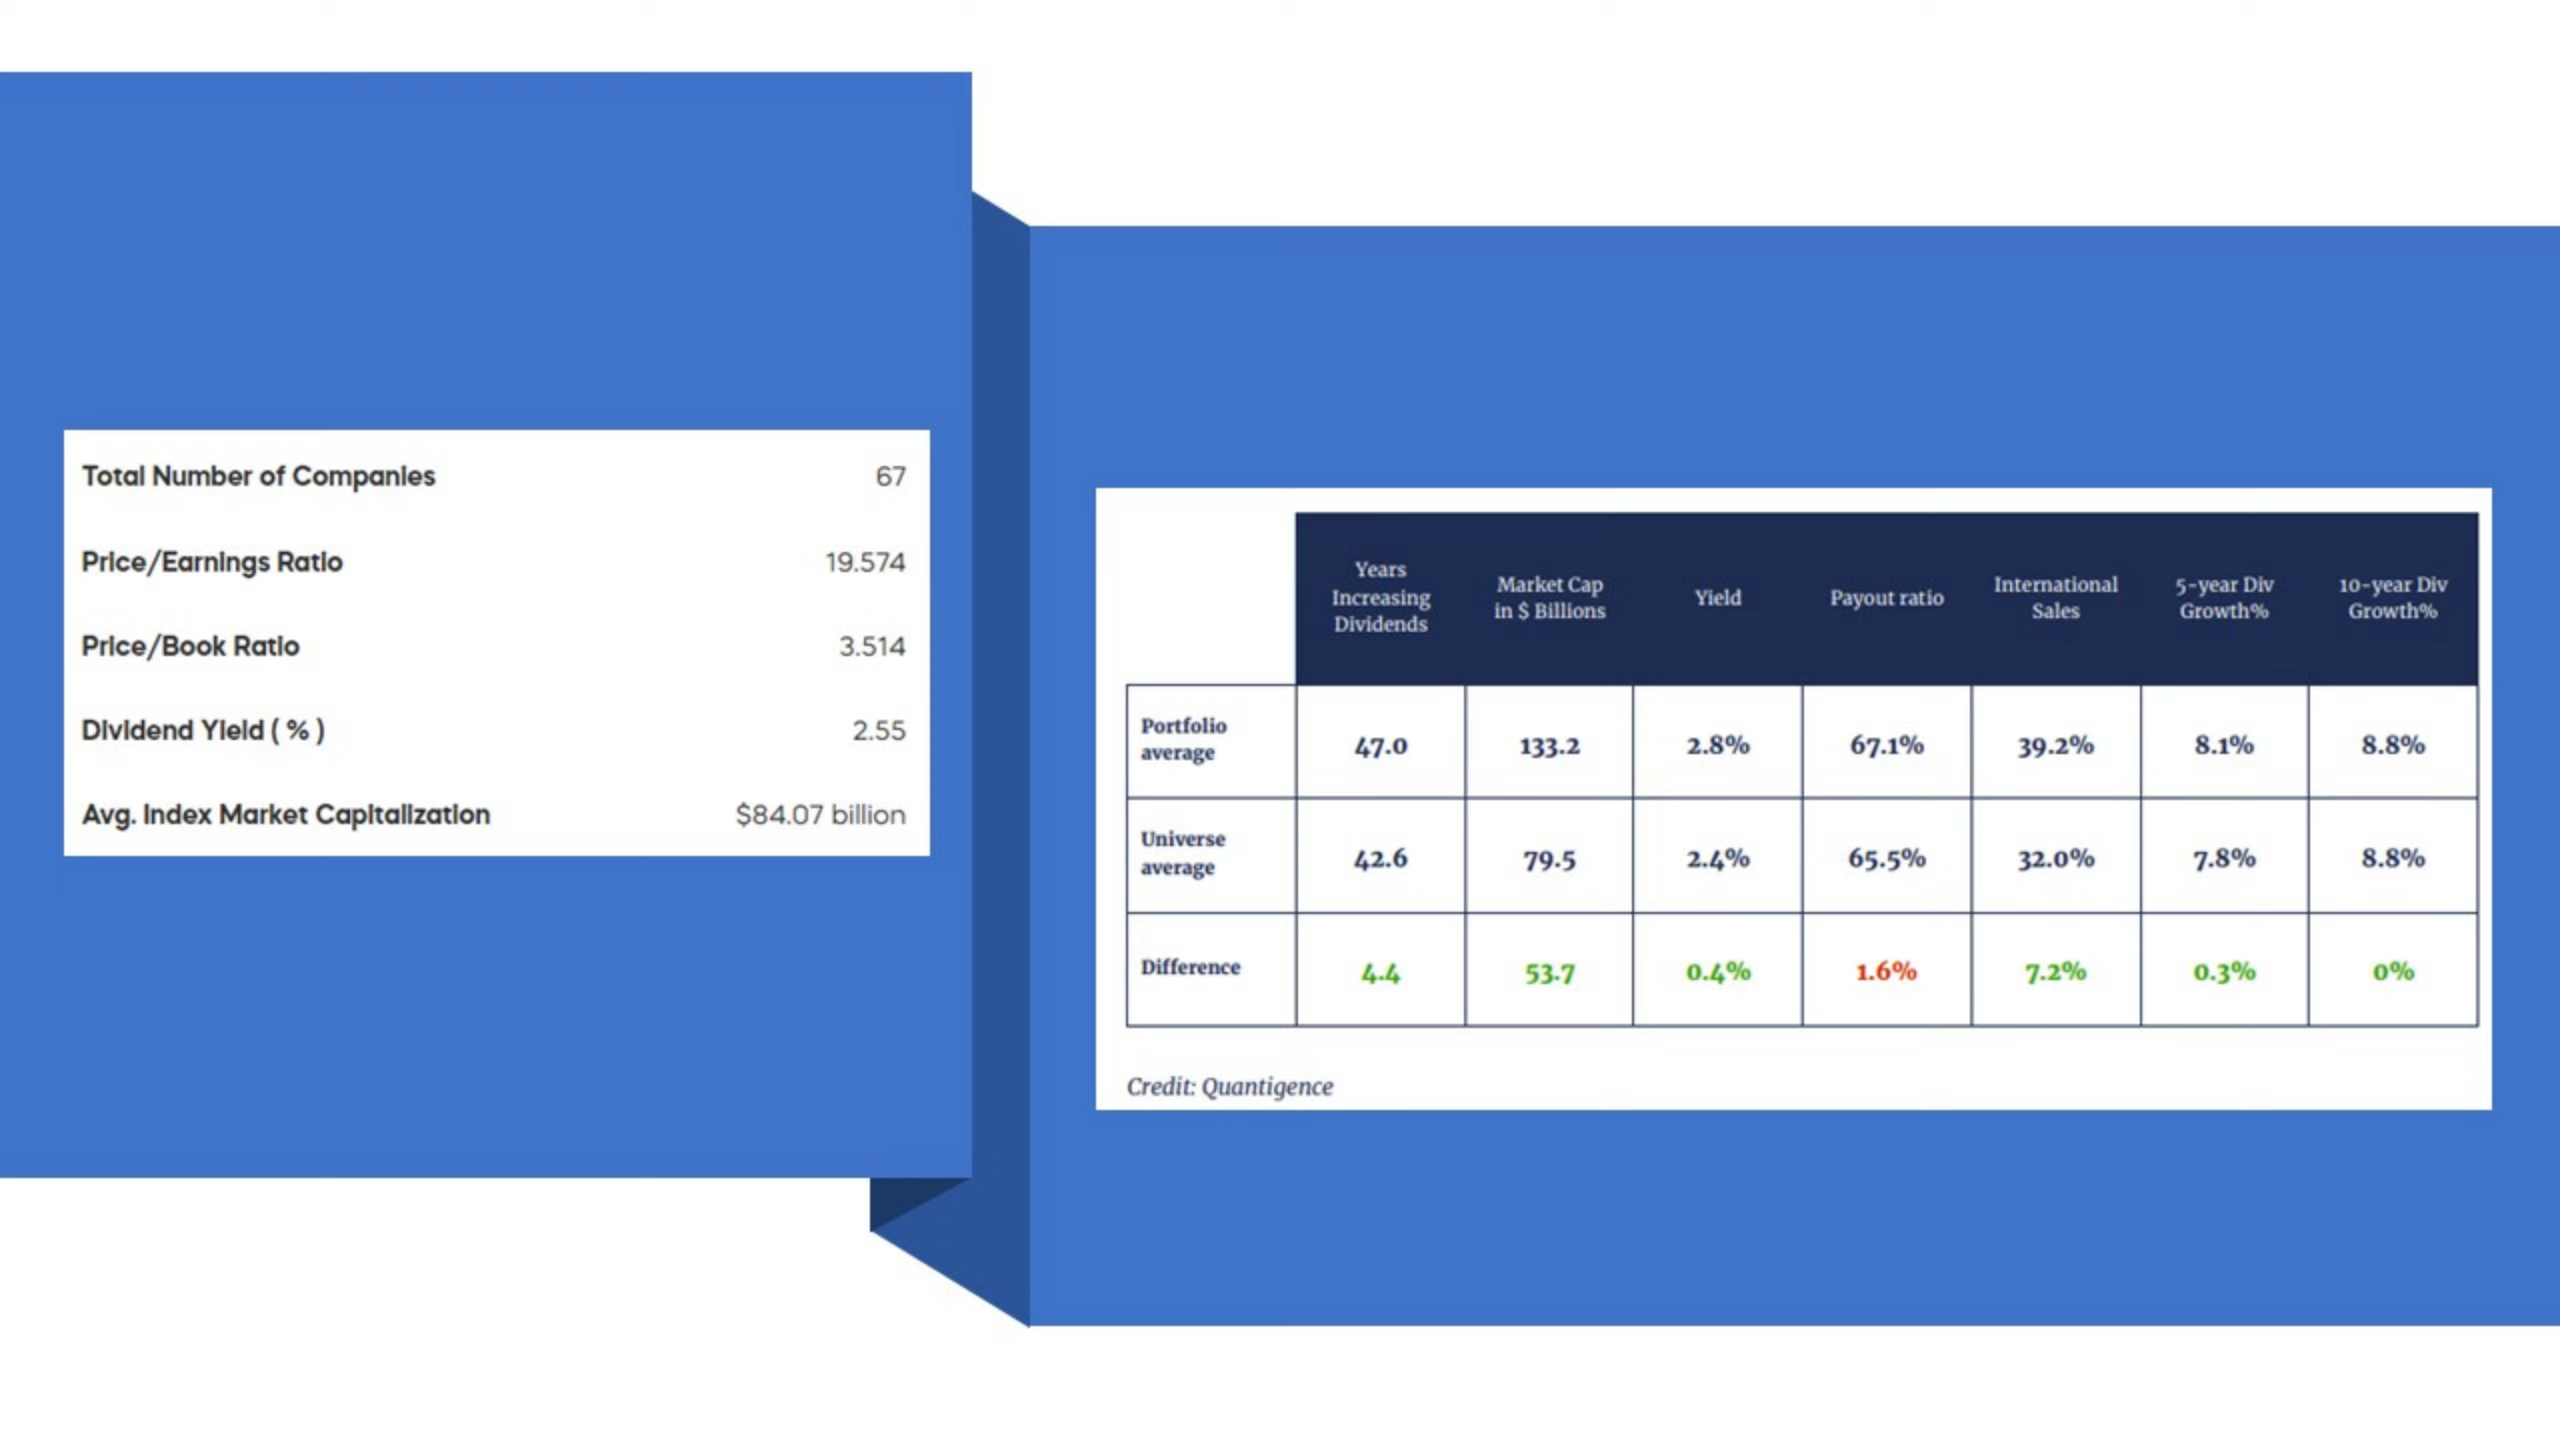 Total Number of Companies 67
Price/Earnings Ratio 19.574
Price/Book Ratio 3.514
Dividend Yield ( % ) 2.55
Avg. Index Market Capitalization $84.07 billion
Years Increasing Dividends Market Cap in $ Billions Yield Payout ratio International Sales 5-year Div Growth% 10-year Div Growth%
Portfolio average 47.0 133.2 2.8% 67.1% 39.2% 8.1% 8.8%
Universe average 42.6 79.5 2.4% 65.5% 32.0% 7.8% 8.8%
Difference 4.4 53.7 0.4% 1.6% 7.2% 0.3% 0%
Credit: Quantigence